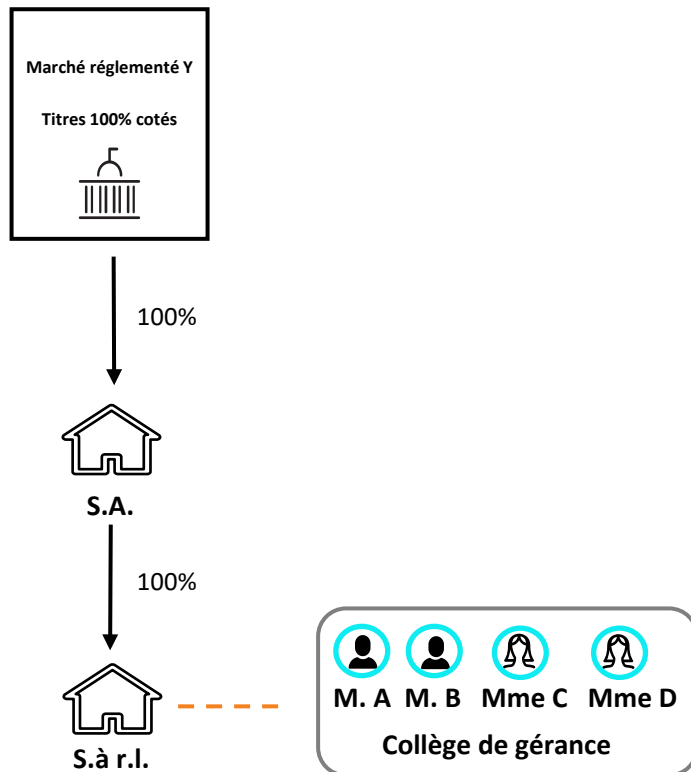 Marché réglementé Y
Titres 100% cotés
100%
S.A.
100%
S.à r.l.
M. A M. B Mme C Mme D
Collège de gérance